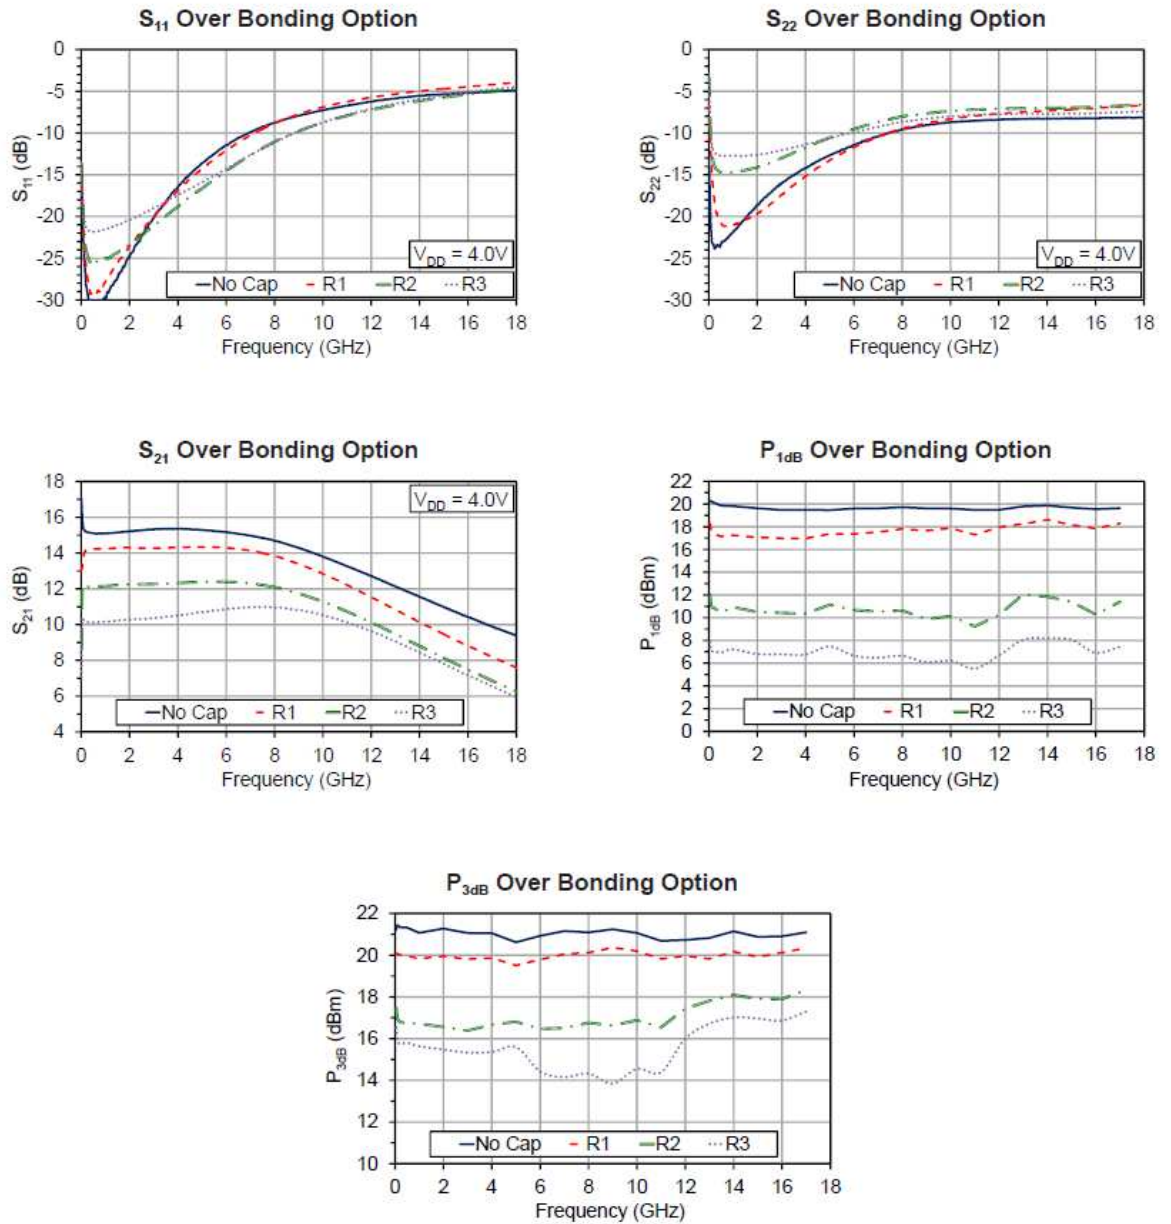 S11 Over Bonding Option
S22 Over Bonding Option
0
-5
-10
-15
-20
-25
-30
S11 (dB)
VDD = 4.0V
No Cap R1 R2 R3
0 2 4 6 8 10 12 14 16 18
Frequency (GHz)
0
-5
-10
-15
-20
-25
-30
S22 (dB)
VDD = 4.0V
No Cap R1 R2 R3
0 2 4 6 8 10 12 14 16 18
Frequency (GHz)
S21 Over Bonding Option
P1dB Over Bonding Option
18
16
14
12
10
8
6
4
S21 (dB)
VDD = 4.0V
No Cap R1 R2 R3
0 2 4 6 8 10 12 14 16 18
Frequency (GHz)
22
20
18
16
14
12
10
8
6
4
2
0
P1dB (dBm)
No Cap R1 R2 R3
0 2 4 6 8 10 12 14 16 18
Frequency (GHz)
P3dB Over Bonding Option
22
20
18
16
14
12
10
P3dB (dBm)
No Cap R1 R2 R3
0 2 4 6 8 10 12 14 16 18
Frequency (GHz)